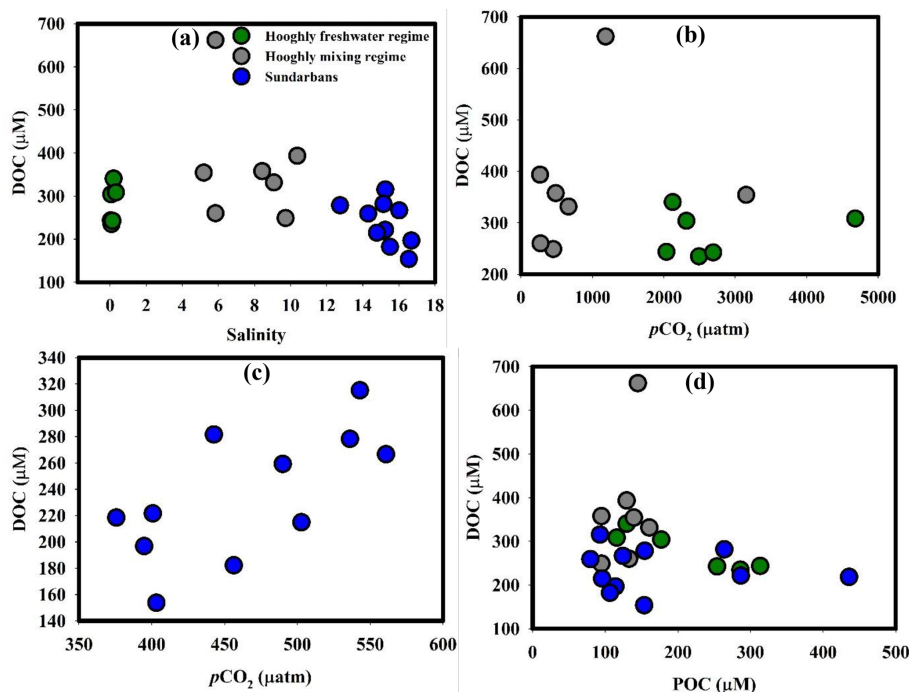 700
600
500
400
300
200
100
DOC (µM)
(a)
Hooghly freshwater regime
Hooghly mixing regime
Sundarbans
0 2 4 6 8 10 12 14 16 18
Salinity
700
600
500
400
300
200
DOC (µM)
(b)
0 1000 2000 3000 4000 5000
pCO₂ (µatm)
340
320
300
280
260
240
220
200
180
160
140
DOC (µM)
(c)
350 400 450 500 550 600
pCO₂ (µatm)
700
600
500
400
300
200
100
DOC (µM)
(d)
0 100 200 300 400 500
POC (µM)